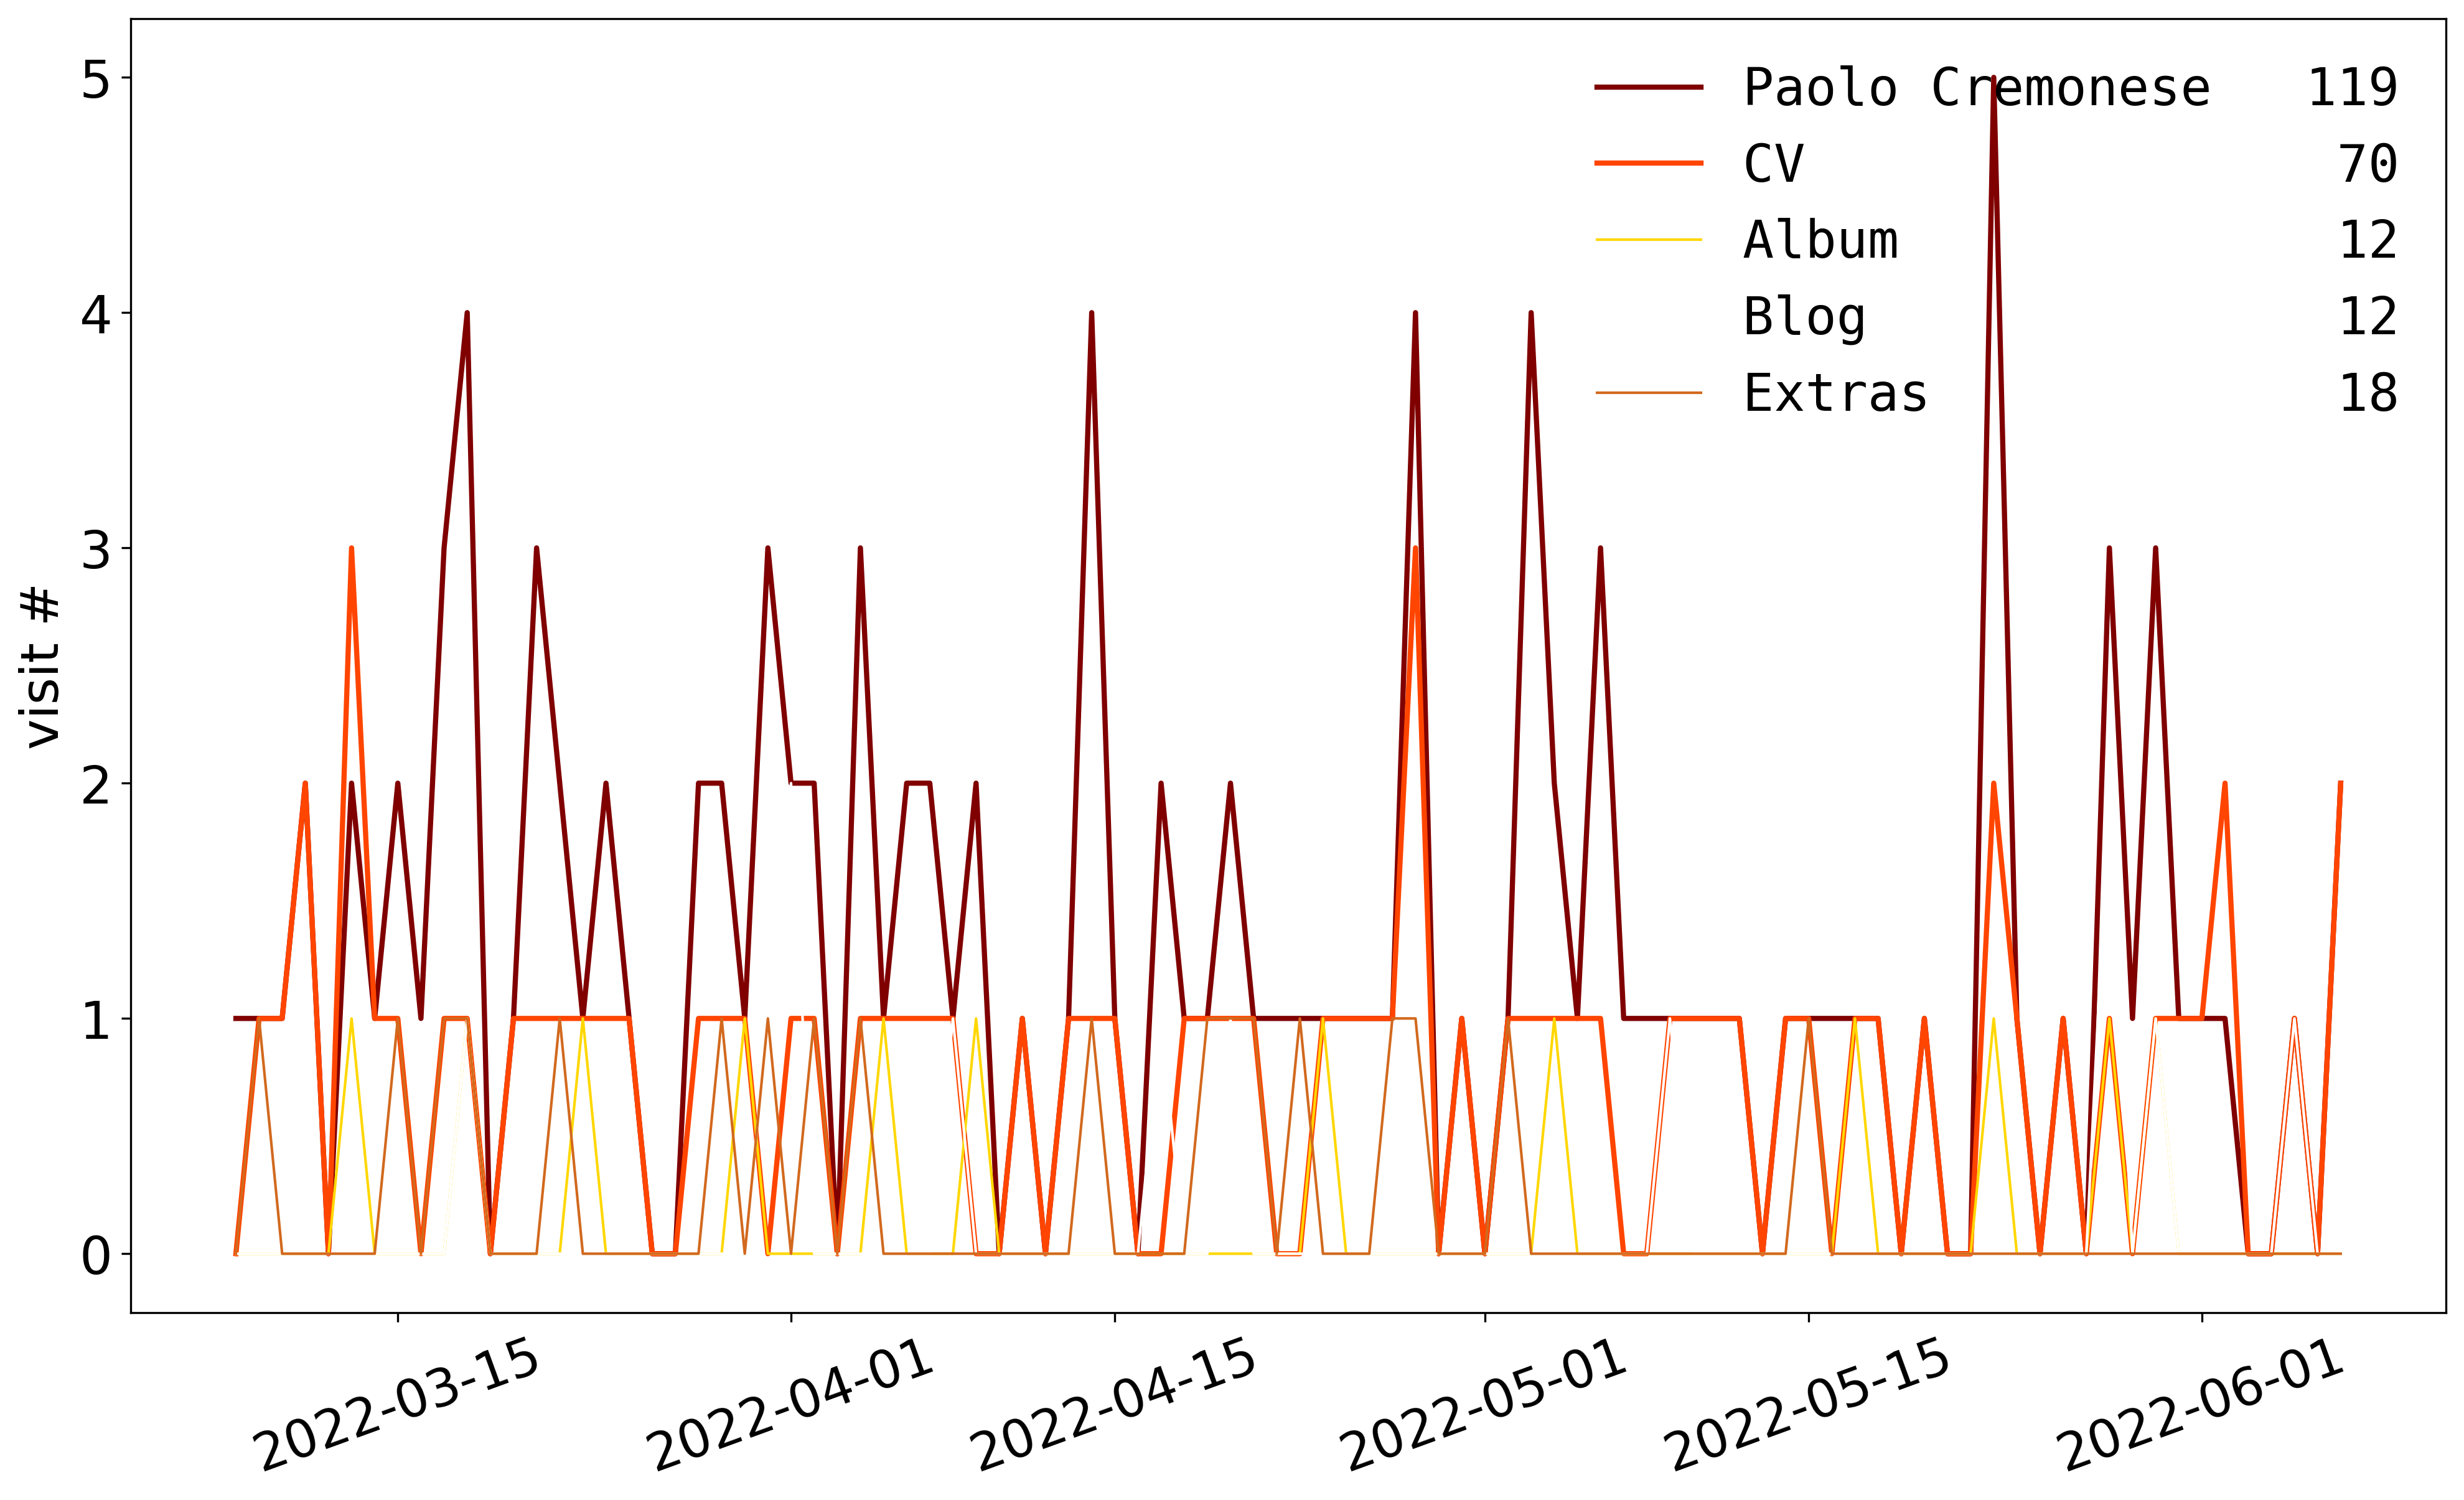 5
4
3
2
1
0
visit #
Paolo Cremonese 119
CV 70
Album 12
Blog 12
Extras 18
2022-03-15
2022-04-01
2022-04-15
2022-05-01
2022-05-15
2022-06-01